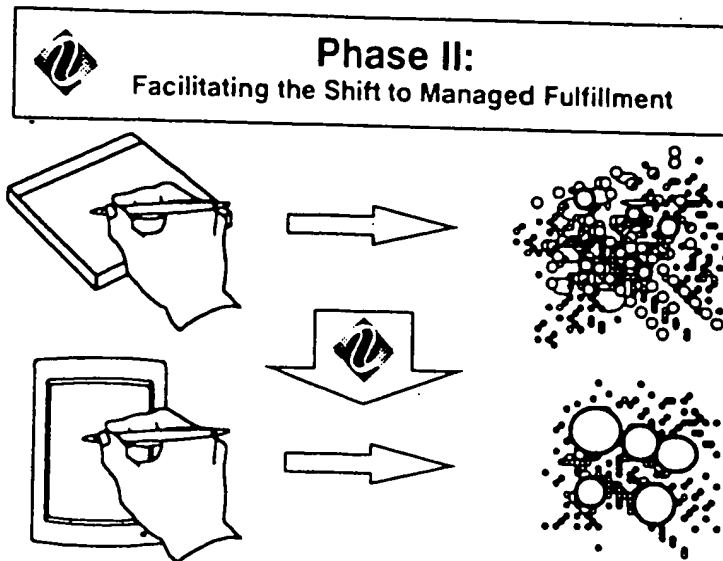 Phase II:
Facilitating the Shift to Managed Fulfillment